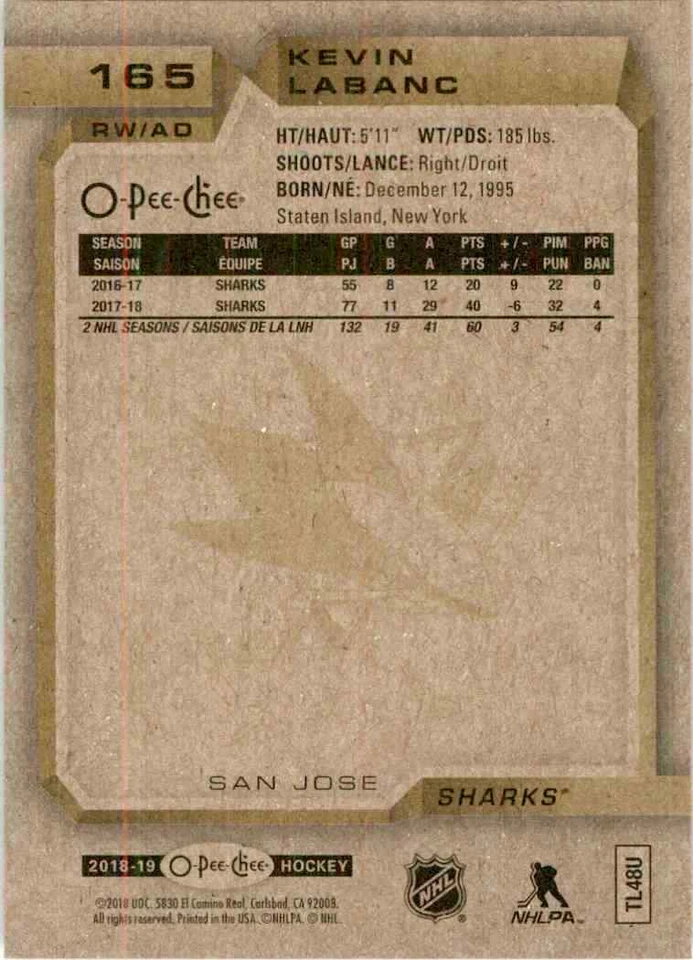 165
KEVIN
LABANC
RW/AD
HT/HAUT: 5'11" WT/PDS: 185 lbs.
SHOOTS/LANCE: Right/Droit
BORN/NÉ: December 12, 1995
Staten Island, New York
O-Pee-Chee
SEASON TEAM GP G A PTS +/- PIM PPG
SAISON ÉQUIPE PJ B A PTS +/- PUN BAN
2016-17 SHARKS 55 8 12 20 9 22 0
2017-18 SHARKS 77 11 29 40 -6 32 4
2 NHL SEASONS / SAISONS DE LA LNH 132 19 41 60 3 54 4
SAN JOSE
SHARKS
2018-19 O-Pee-Chee HOCKEY
©2018 UDC. 5830 El Camino Real, Carlsbad, CA 92008.
All rights reserved. Printed in the USA. ©NHLPA. © NHL.
NHL
NHLPA
TL48U